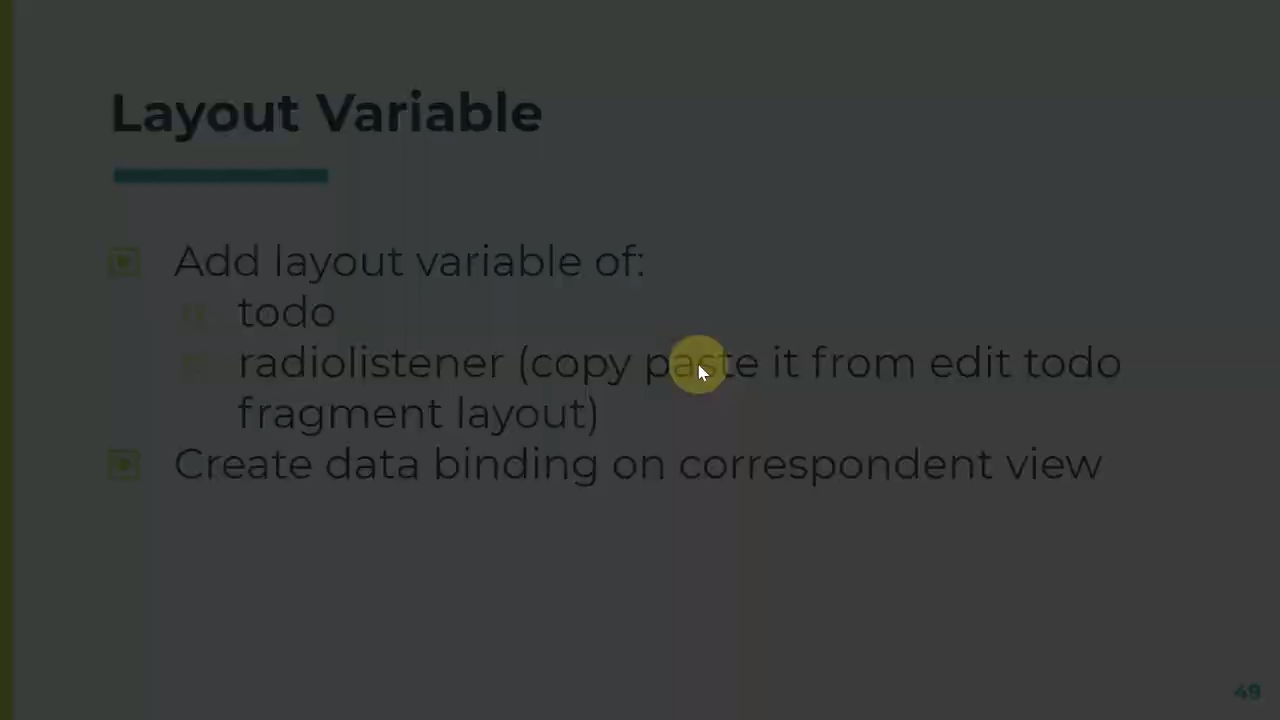 Layout Variable
Add layout variable of:
todo
radiolistener (copy paste it from edit todo
fragment layout)
Create data binding on correspondent view
49